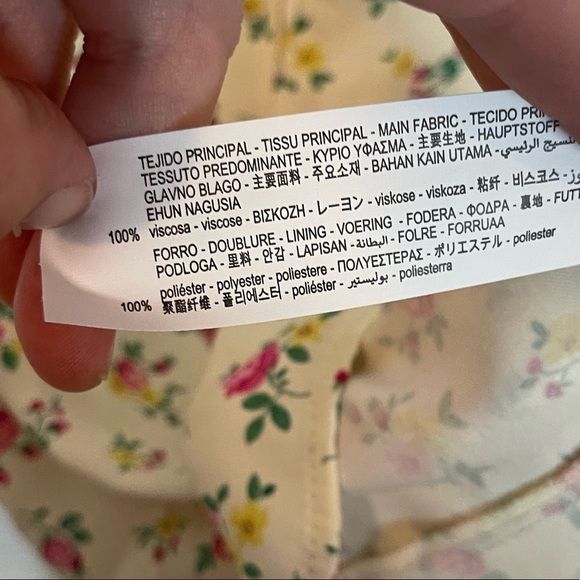 TEJIDO PRINCIPAL - TISSU PRINCIPAL - MAIN FABRIC - TECIDO
TESSUTO PREDOMINANTE - ΚΥΡΙΟ ΥΦΑΣΜΑ - 主要生地 - HAUPTSTOFF
GLAVNO BLAGO - 主要面料 - 주요소재 - BAHAN KAIN UTAMA - النسيج الرئيسي
EHUN NAGUSIA
100% viscosa - viscose - ΒΙΣΚΟΖΗ - レーヨン - viskose - viskoza - 粘纤 - 비스코스 -
FORRO - DOUBLURE - LINING - VOERING - FODERA - ΦΟΔΡΑ - 裏地 -
PODLOGA - 里料 - 안감 - LAPISAN - البطانة - FOLRE - FORRUAA
100% poliéster - polyester - poliestere - ΠΟΛΥΕΣΤΕΡΑΣ - ポリエステル - poliester
聚酯纤维 - 폴리에스터 - poliéster - بوليستير - poliesterra